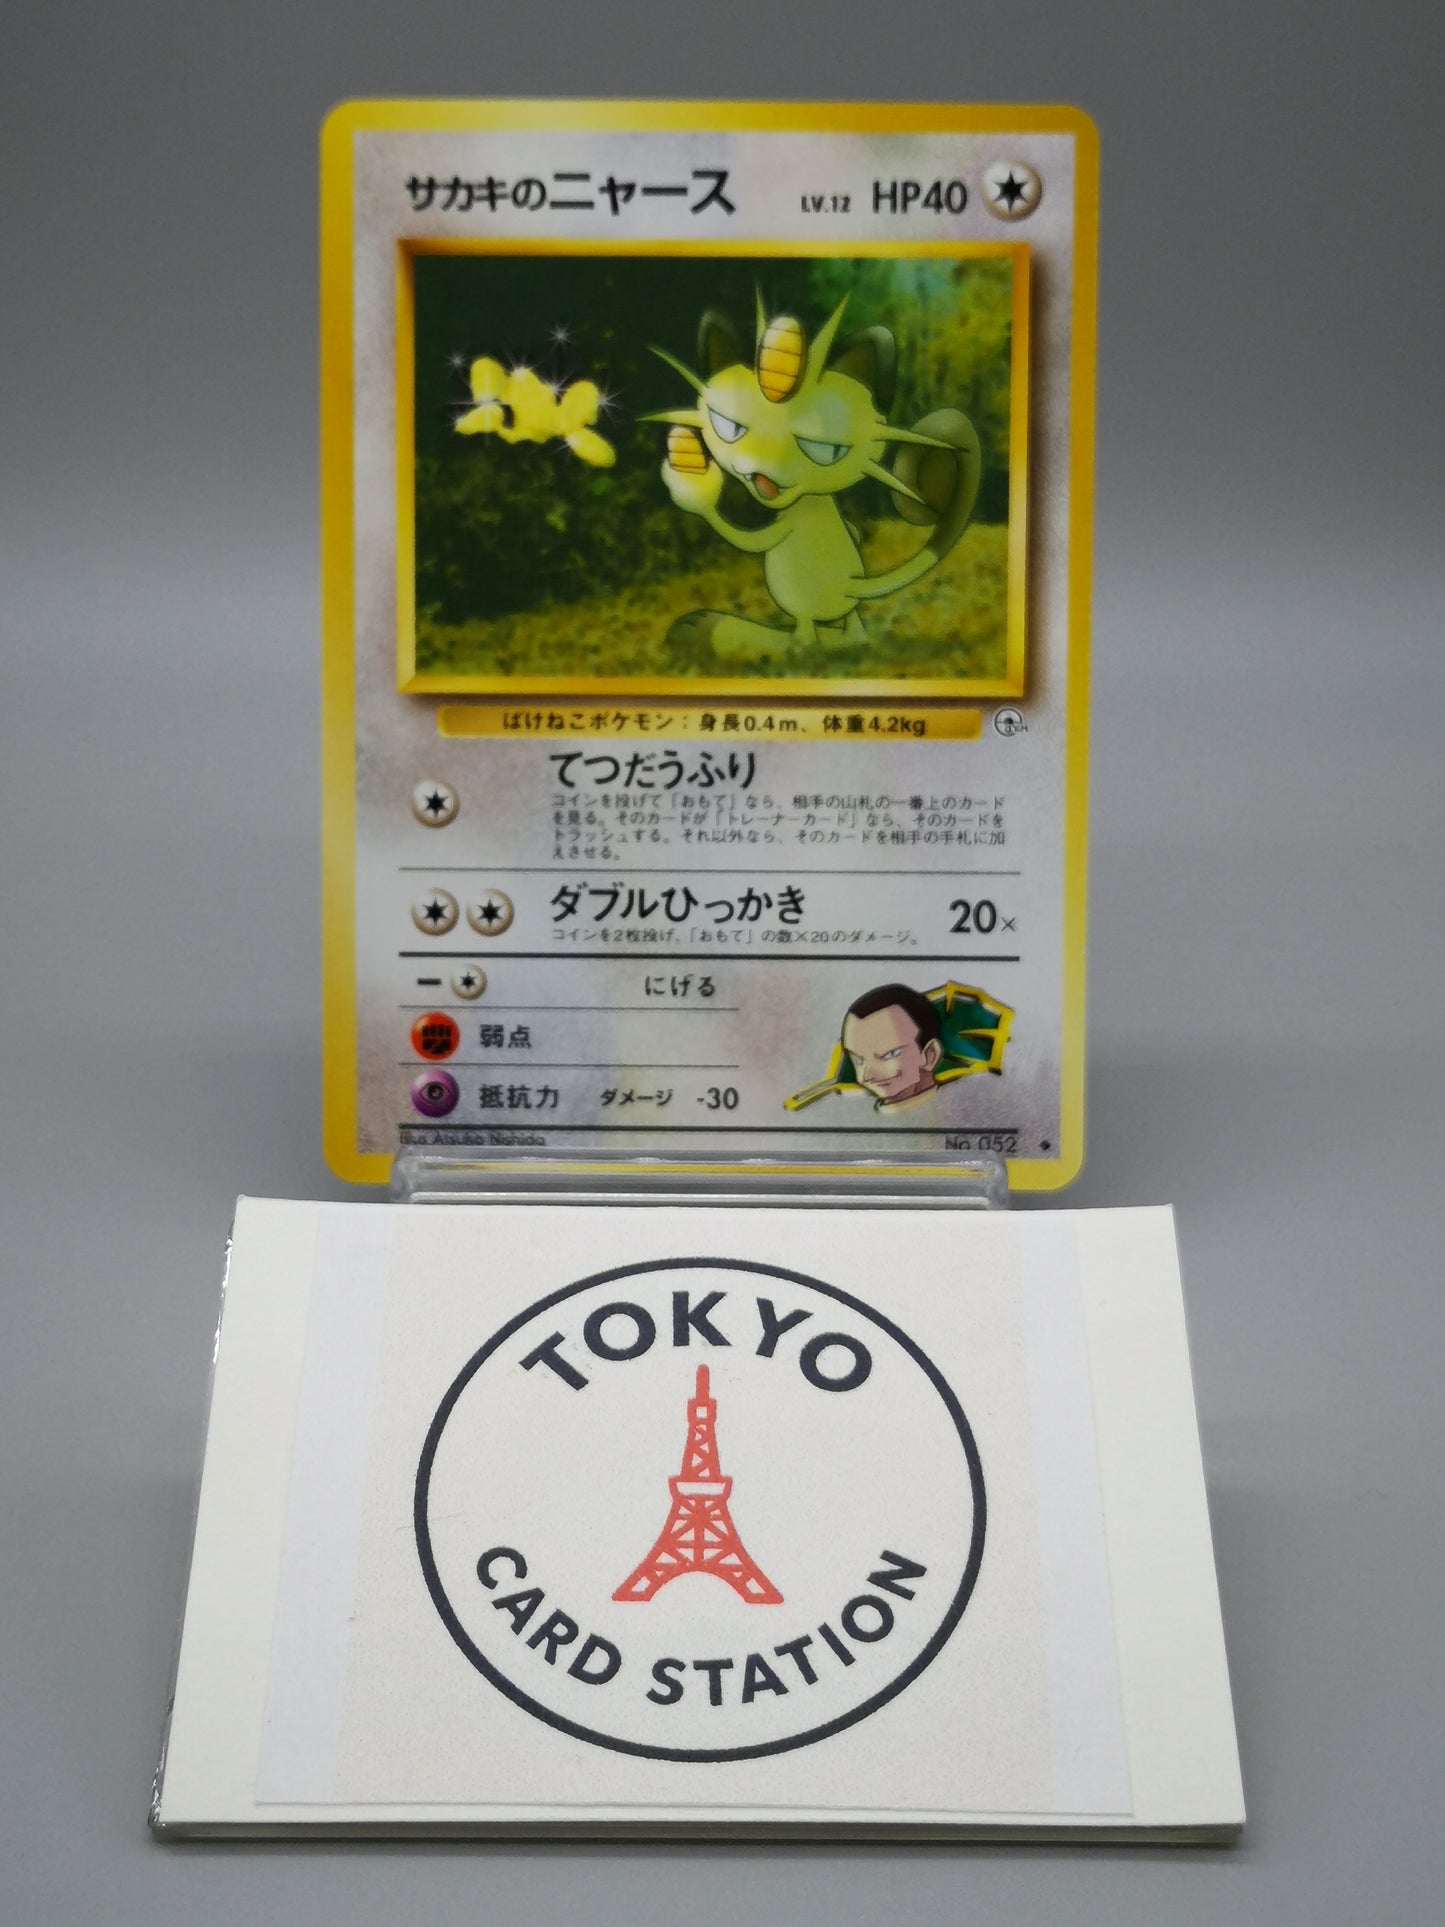 サカキのニャース LV.12 HP40
ばけねこポケモン：身長0.4m、体重4.2kg
てつだうふり
コインを投げて「おもて」なら、相手の山札の一番上のカード
を見る。そのカードが「トレーナーカード」なら、そのカードを
トラッシュする。それ以外なら、そのカードを相手の手札に加
えさせる。
ダブルひっかき 20×
コインを2枚投げ、「おもて」の数×20のダメージ。
− にげる
弱点
抵抗力 ダメージ -30
Illus. Atsuko Nishida No.052
TOKYO
CARD STATION